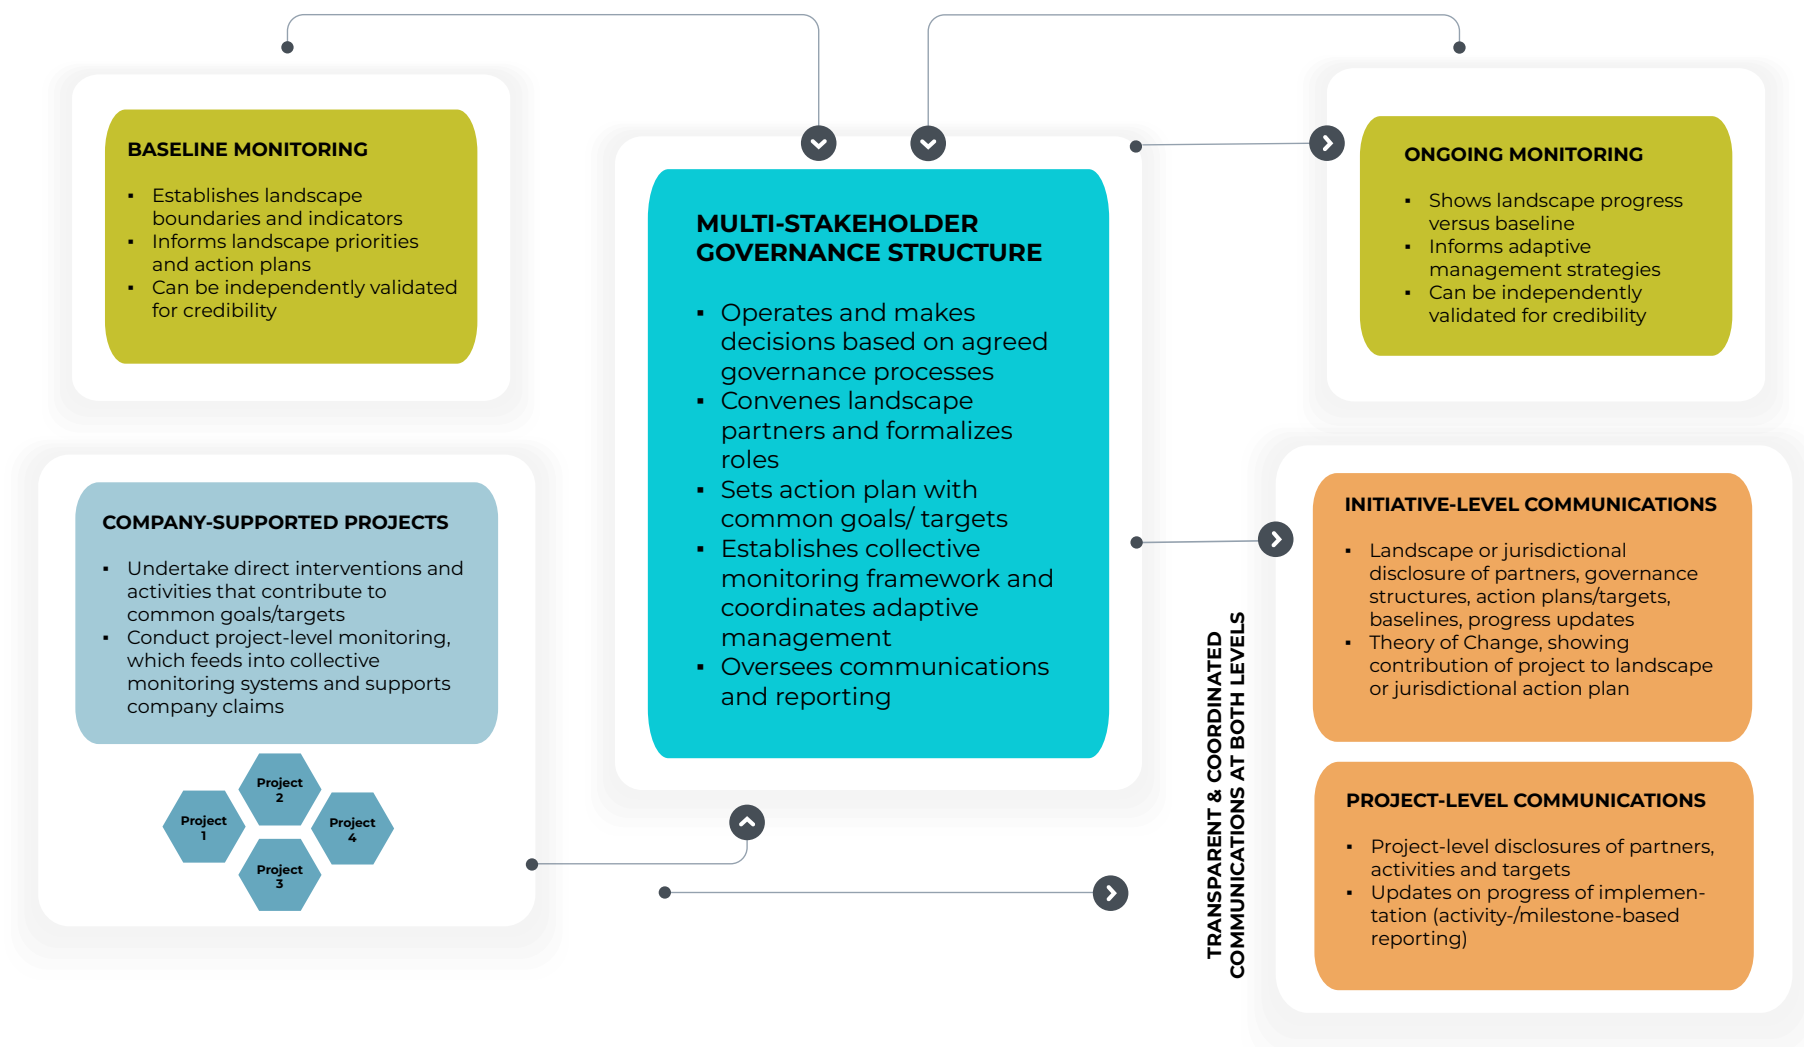 BASELINE MONITORING
▪ Establishes landscape
boundaries and indicators
▪ Informs landscape priorities
and action plans
▪ Can be independently validated
for credibility
COMPANY-SUPPORTED PROJECTS
▪ Undertake direct interventions and
activities that contribute to
common goals/targets
▪ Conduct project-level monitoring,
which feeds into collective
monitoring systems and supports
company claims
Project
1
Project
2
Project
3
Project
4
MULTI-STAKEHOLDER
GOVERNANCE STRUCTURE
▪ Operates and makes
decisions based on agreed
governance processes
▪ Convenes landscape
partners and formalizes
roles
▪ Sets action plan with
common goals/ targets
▪ Establishes collective
monitoring framework and
coordinates adaptive
management
▪ Oversees communications
and reporting
ONGOING MONITORING
▪ Shows landscape progress
versus baseline
▪ Informs adaptive
management strategies
▪ Can be independently
validated for credibility
TRANSPARENT & COORDINATED
COMMUNICATIONS AT BOTH LEVELS
INITIATIVE-LEVEL COMMUNICATIONS
▪ Landscape or jurisdictional
disclosure of partners, governance
structures, action plans/targets,
baselines, progress updates
▪ Theory of Change, showing
contribution of project to landscape
or jurisdictional action plan
PROJECT-LEVEL COMMUNICATIONS
▪ Project-level disclosures of partners,
activities and targets
▪ Updates on progress of implemen-
tation (activity-/milestone-based
reporting)